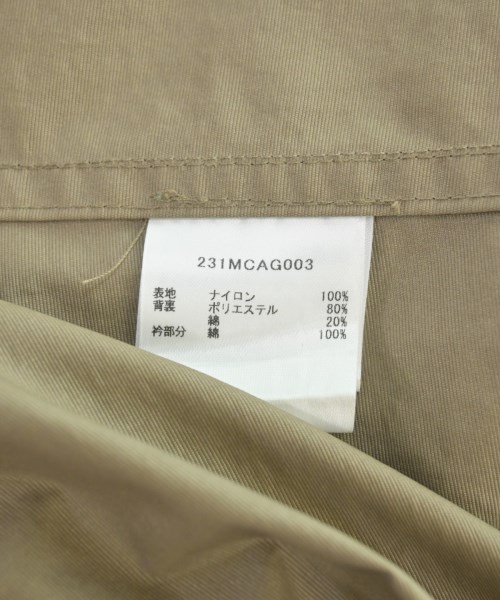 231MCAG003
表地 ナイロン 100%
背裏 ポリエステル 80%
綿 20%
衿部分 綿 100%